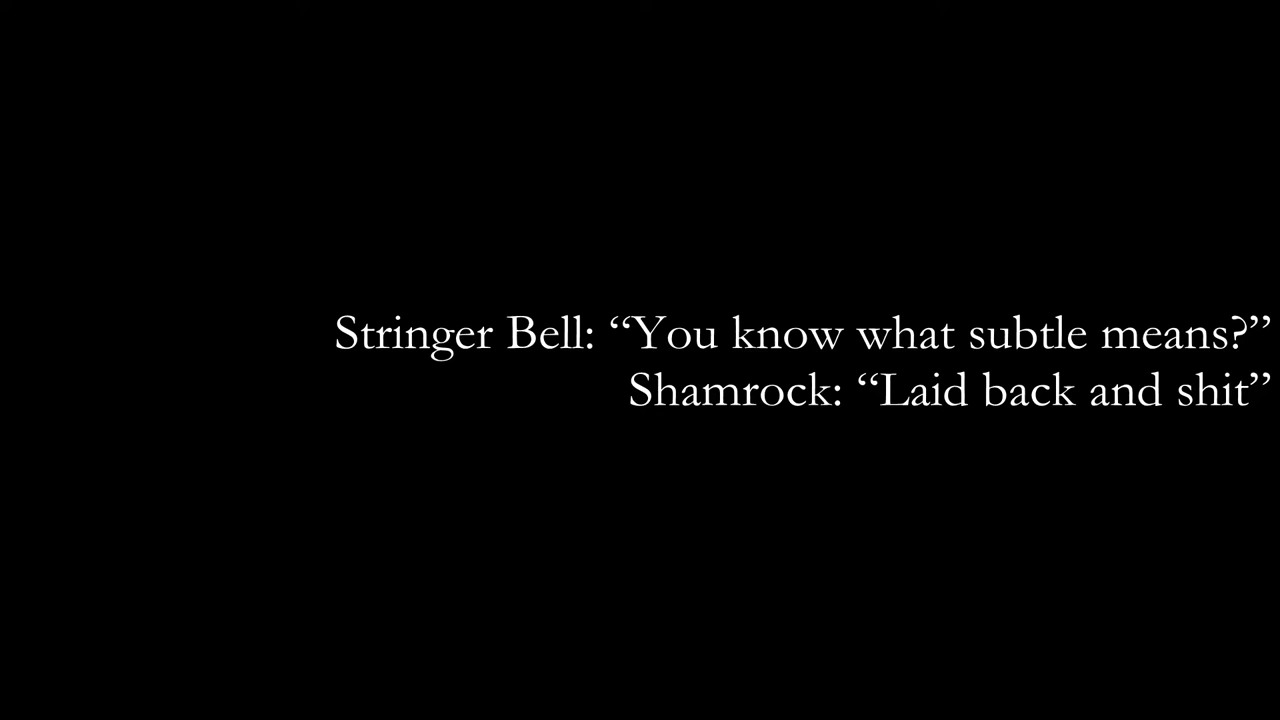 Stringer Bell: “You know what subtle means?”
Shamrock: “Laid back and shit”